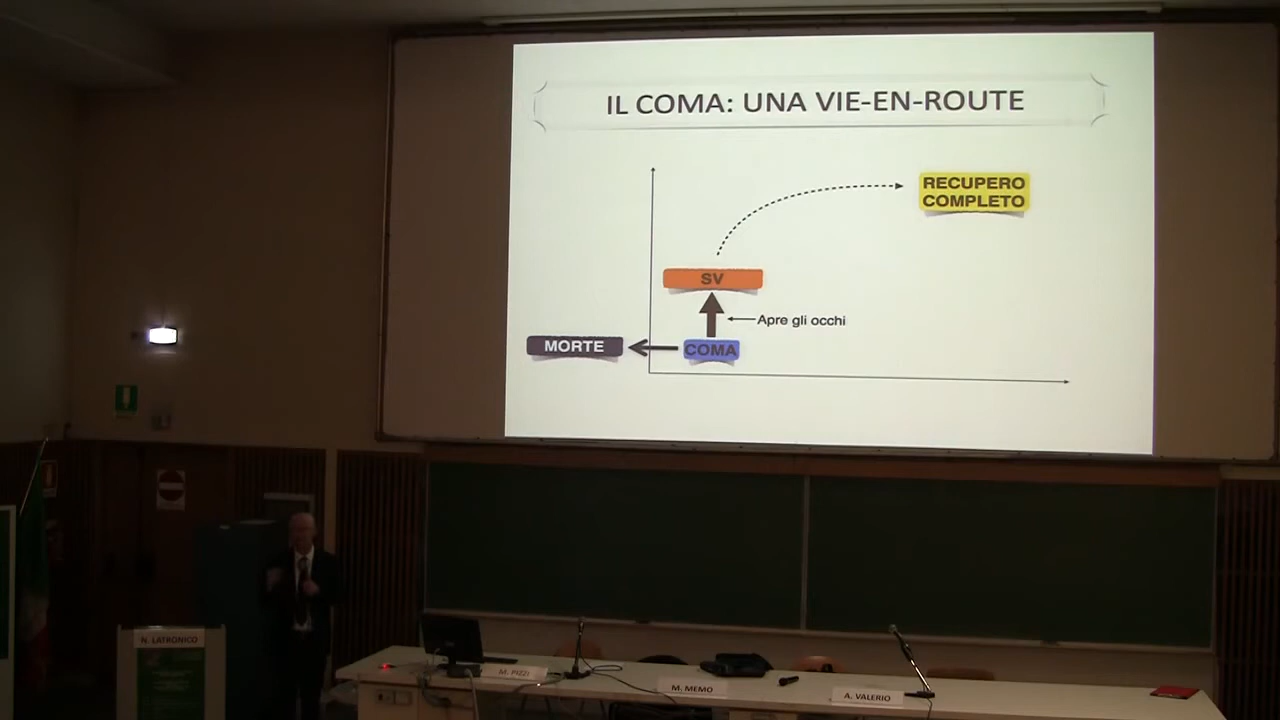 IL COMA: UNA VIE-EN-ROUTE
RECUPERO
COMPLETO
SV
Apre gli occhi
MORTE
COMA
N. LATRONICO
M. PIZZI
M. MEMO
A. VALERIO